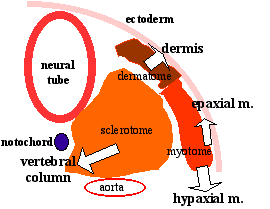 ectoderm
neural
tube
dermis
dermatome
epaxial m.
notochord
sclerotome
myotome
vertebral
column
aorta
hypaxial m.